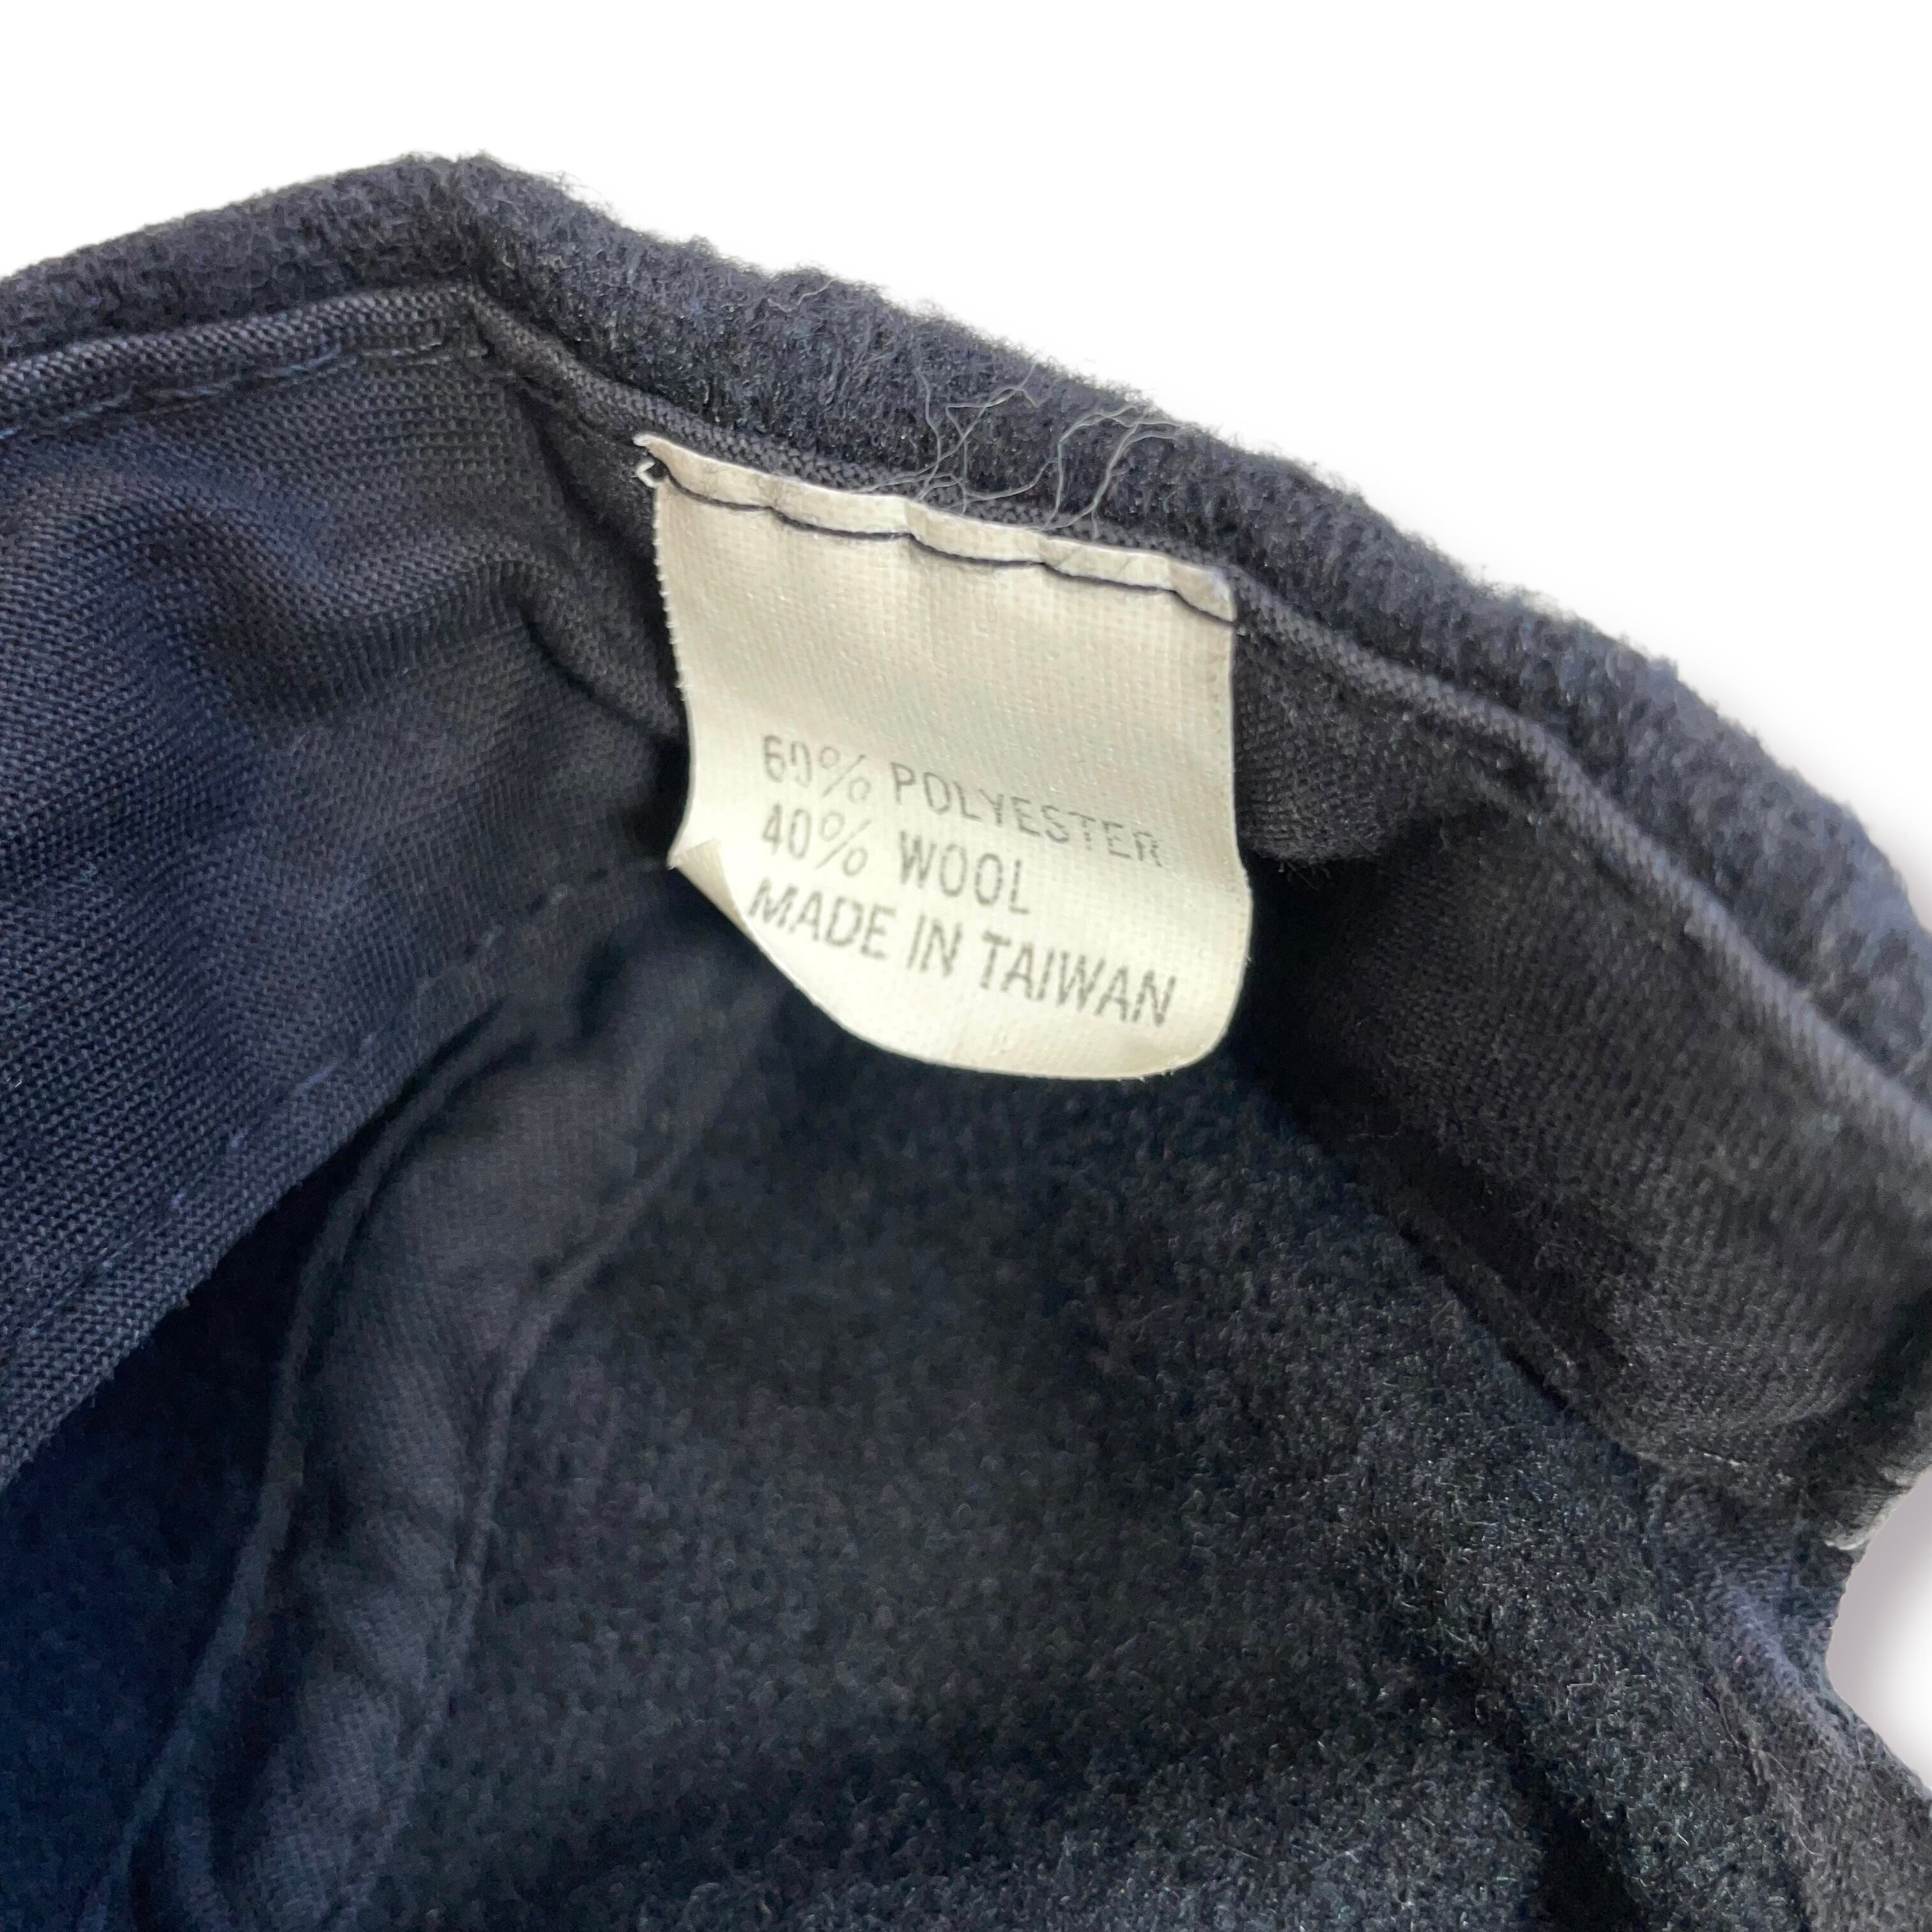 60% POLYESTER
40% WOOL
MADE IN TAIWAN